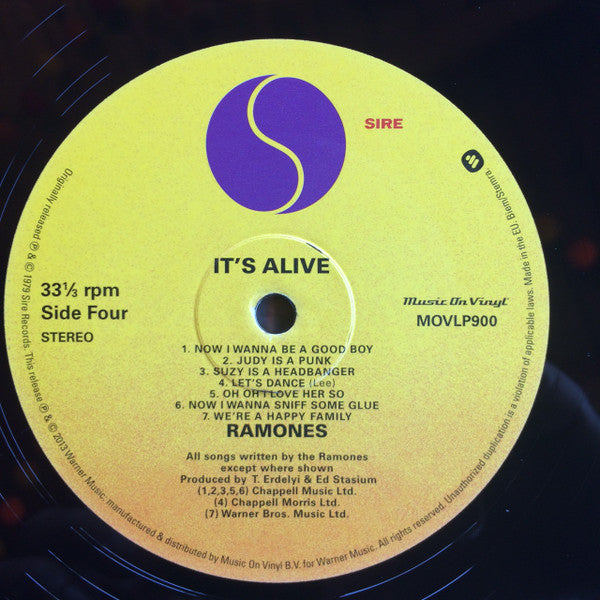 SIRE
IT'S ALIVE
33⅓ rpm
Side Four
STEREO
Music On Vinyl
MOVLP900
1. NOW I WANNA BE A GOOD BOY
2. JUDY IS A PUNK
3. SUZY IS A HEADBANGER
4. LET'S DANCE (Lee)
5. OH OH LOVE HER SO
6. NOW I WANNA SNIFF SOME GLUE
7. WE'RE A HAPPY FAMILY
RAMONES
All songs written by the Ramones
except where shown
Produced by T. Erdelyi & Ed Stasium
(1,2,3,5,6) Chappell Music Ltd.
(4) Chappell Morris Ltd.
(7) Warner Bros. Music Ltd.
Originally released ℗ & © 1979 Sire Records. This release ℗ & © 2013 Warner Music. manufactured & distributed by Music On Vinyl B.V. for Warner Music. All rights reserved. Unauthorized duplication is a violation of applicable laws. Made in the EU. Biem/Stemra